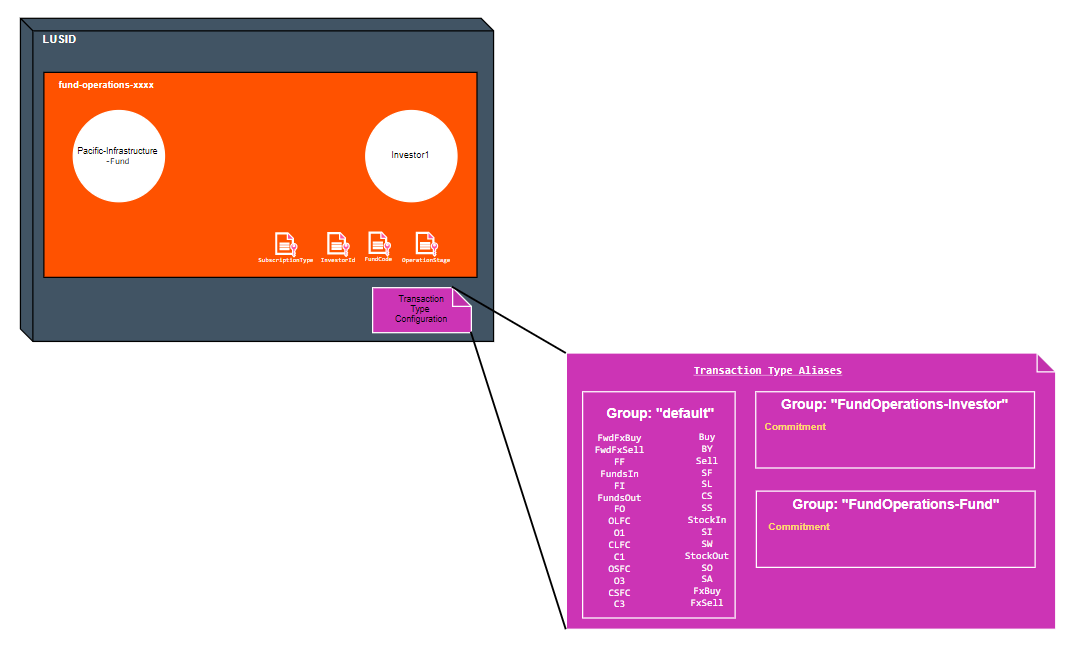 LUSID
fund-operations-xxxx
Pacific-Infrastructure
-Fund
Investor1
SubscriptionType
InvestorId
FundCode
OperationStage
Transaction
Type
Configuration
Transaction Type Aliases
Group: "default"
FwdFxBuy
FwdFxSell
FF
FundsIn
FI
FundsOut
FO
OLFC
O1
CLFC
C1
OSFC
O3
CSFC
C3
Buy
BY
Sell
SF
SL
CS
SS
StockIn
SI
SW
StockOut
SO
SA
FxBuy
FxSell
Group: "FundOperations-Investor"
Commitment
Group: "FundOperations-Fund"
Commitment